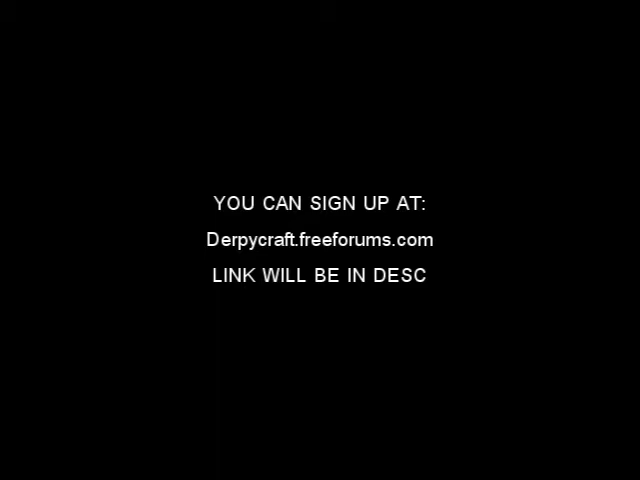 YOU CAN SIGN UP AT:
Derpycraft.freeforums.com
LINK WILL BE IN DESC